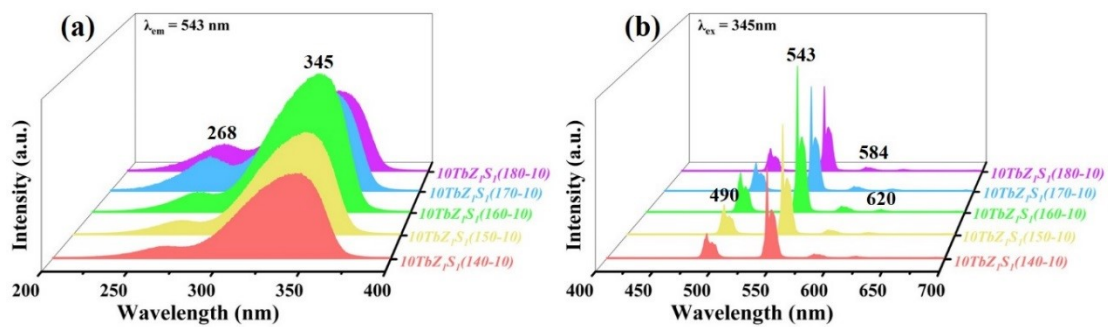 (a)
λem = 543 nm
345
268
Intensity (a.u.)
10TbZ1S1(180-10)
10TbZ1S1(170-10)
10TbZ1S1(160-10)
10TbZ1S1(150-10)
10TbZ1S1(140-10)
200 250 300 350 400
Wavelength (nm)
(b)
λex = 345nm
543
584
490
620
Intensity (a.u.)
10TbZ1S1(180-10)
10TbZ1S1(170-10)
10TbZ1S1(160-10)
10TbZ1S1(150-10)
10TbZ1S1(140-10)
400 450 500 550 600 650 700
Wavelength (nm)